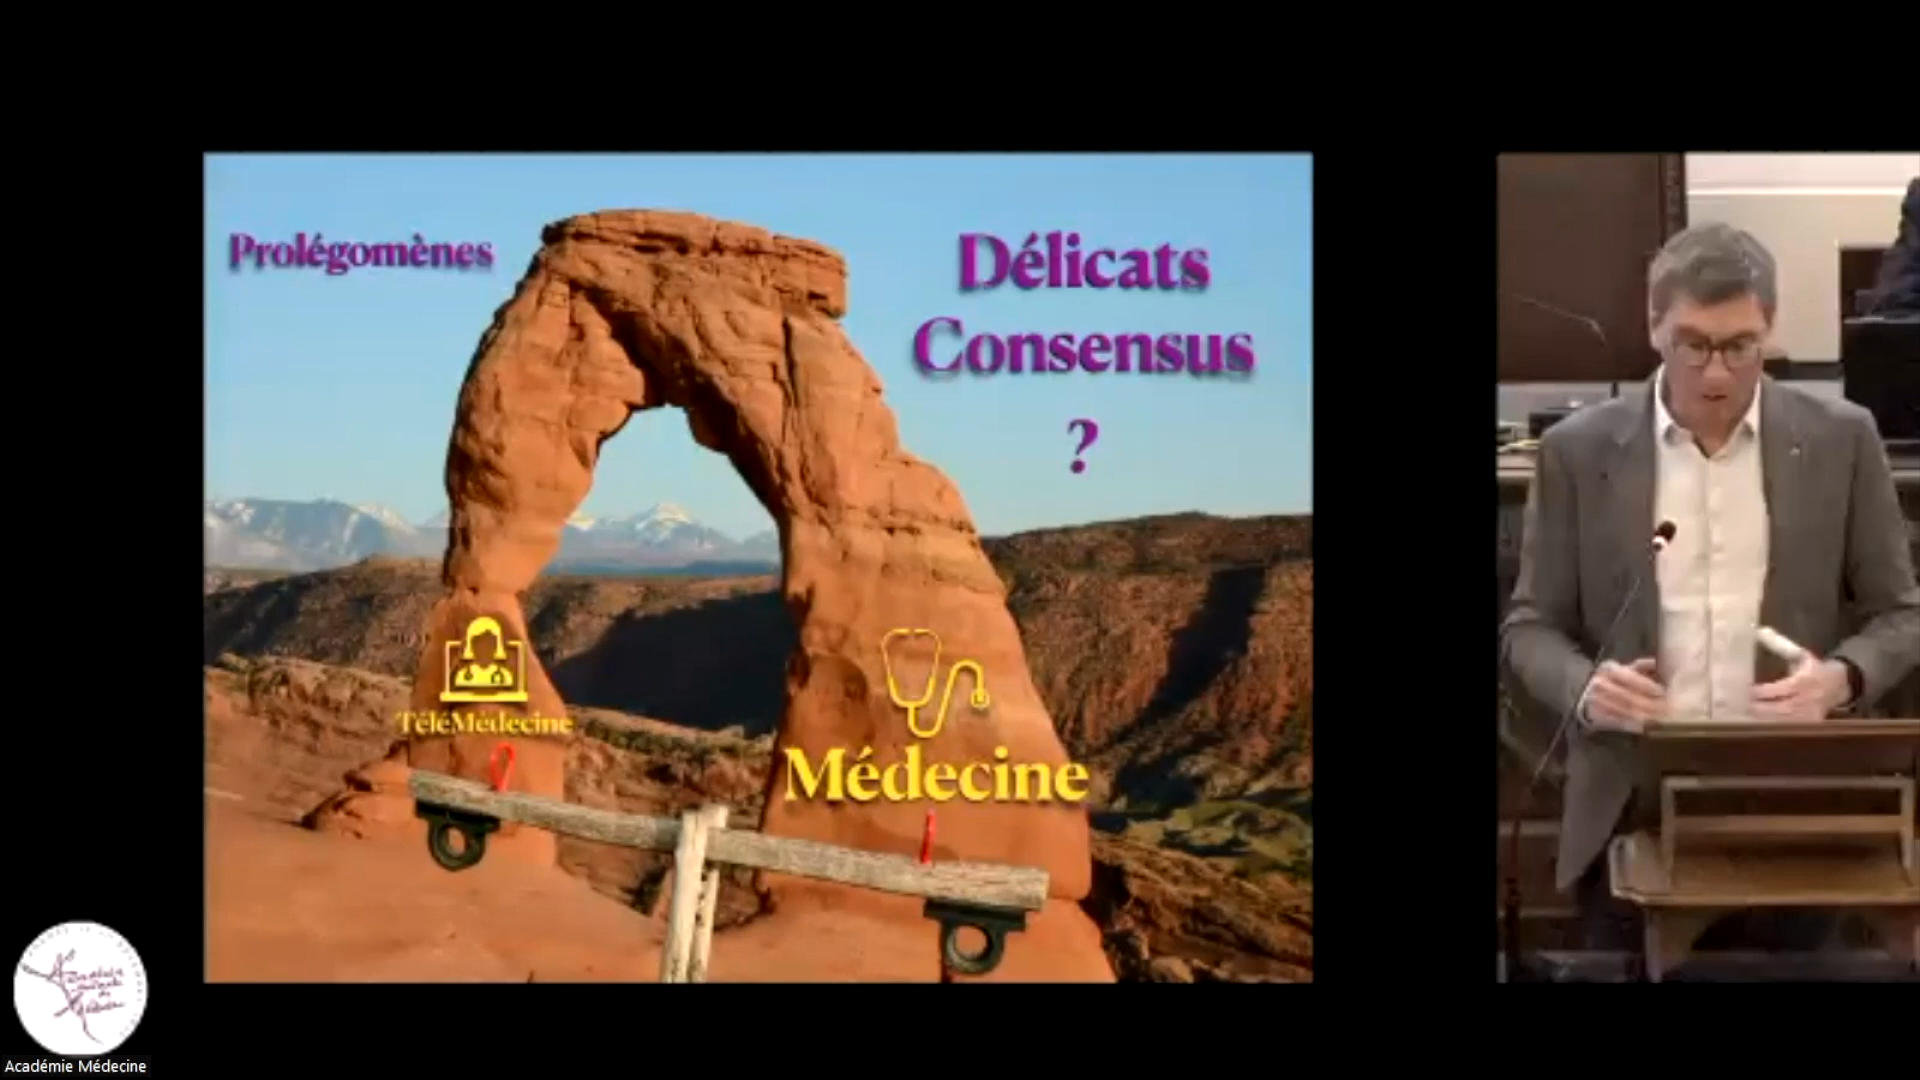 Prolégomènes
Délicats
Consensus
?
TéléMédecine
Médecine
Académie Médecine